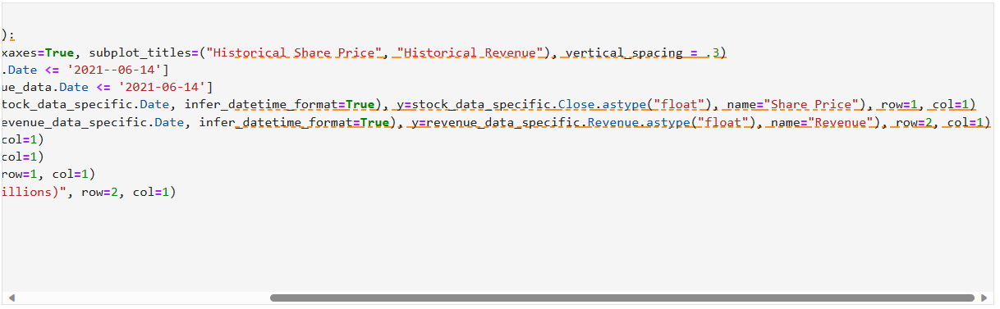 ):
xaxes=True, subplot_titles=("Historical Share Price", "Historical Revenue"), vertical_spacing = .3)
.Date <= '2021--06-14']
ue_data.Date <= '2021-06-14']
tock_data_specific.Date, infer_datetime_format=True), y=stock_data_specific.Close.astype("float"), name="Share Price"), row=1, col=1)
evenue_data_specific.Date, infer_datetime_format=True), y=revenue_data_specific.Revenue.astype("float"), name="Revenue"), row=2, col=1)
col=1)
col=1)
row=1, col=1)
illions)", row=2, col=1)